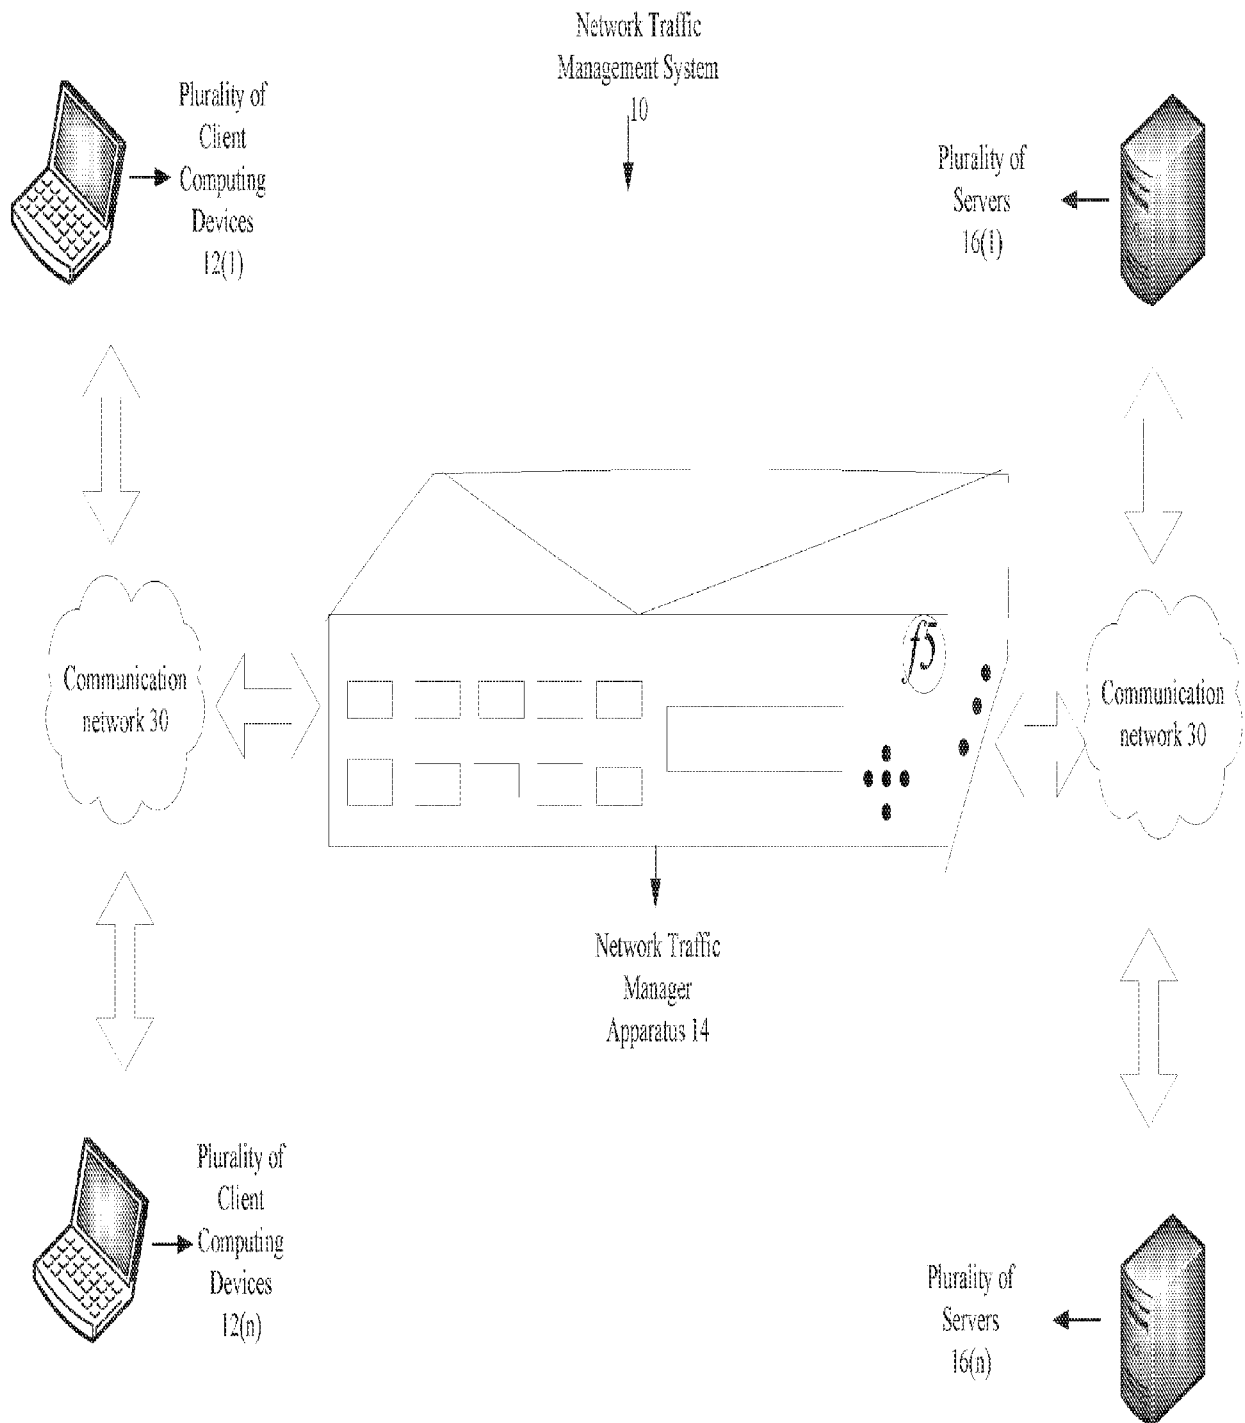 Network Traffic
Management System
10
Plurality of
Client
Computing
Devices
12(1)
Plurality of
Servers
16(1)
f5
Communication
network 30
Communication
network 30
Network Traffic
Manager
Apparatus 14
Plurality of
Client
Computing
Devices
12(n)
Plurality of
Servers
16(n)